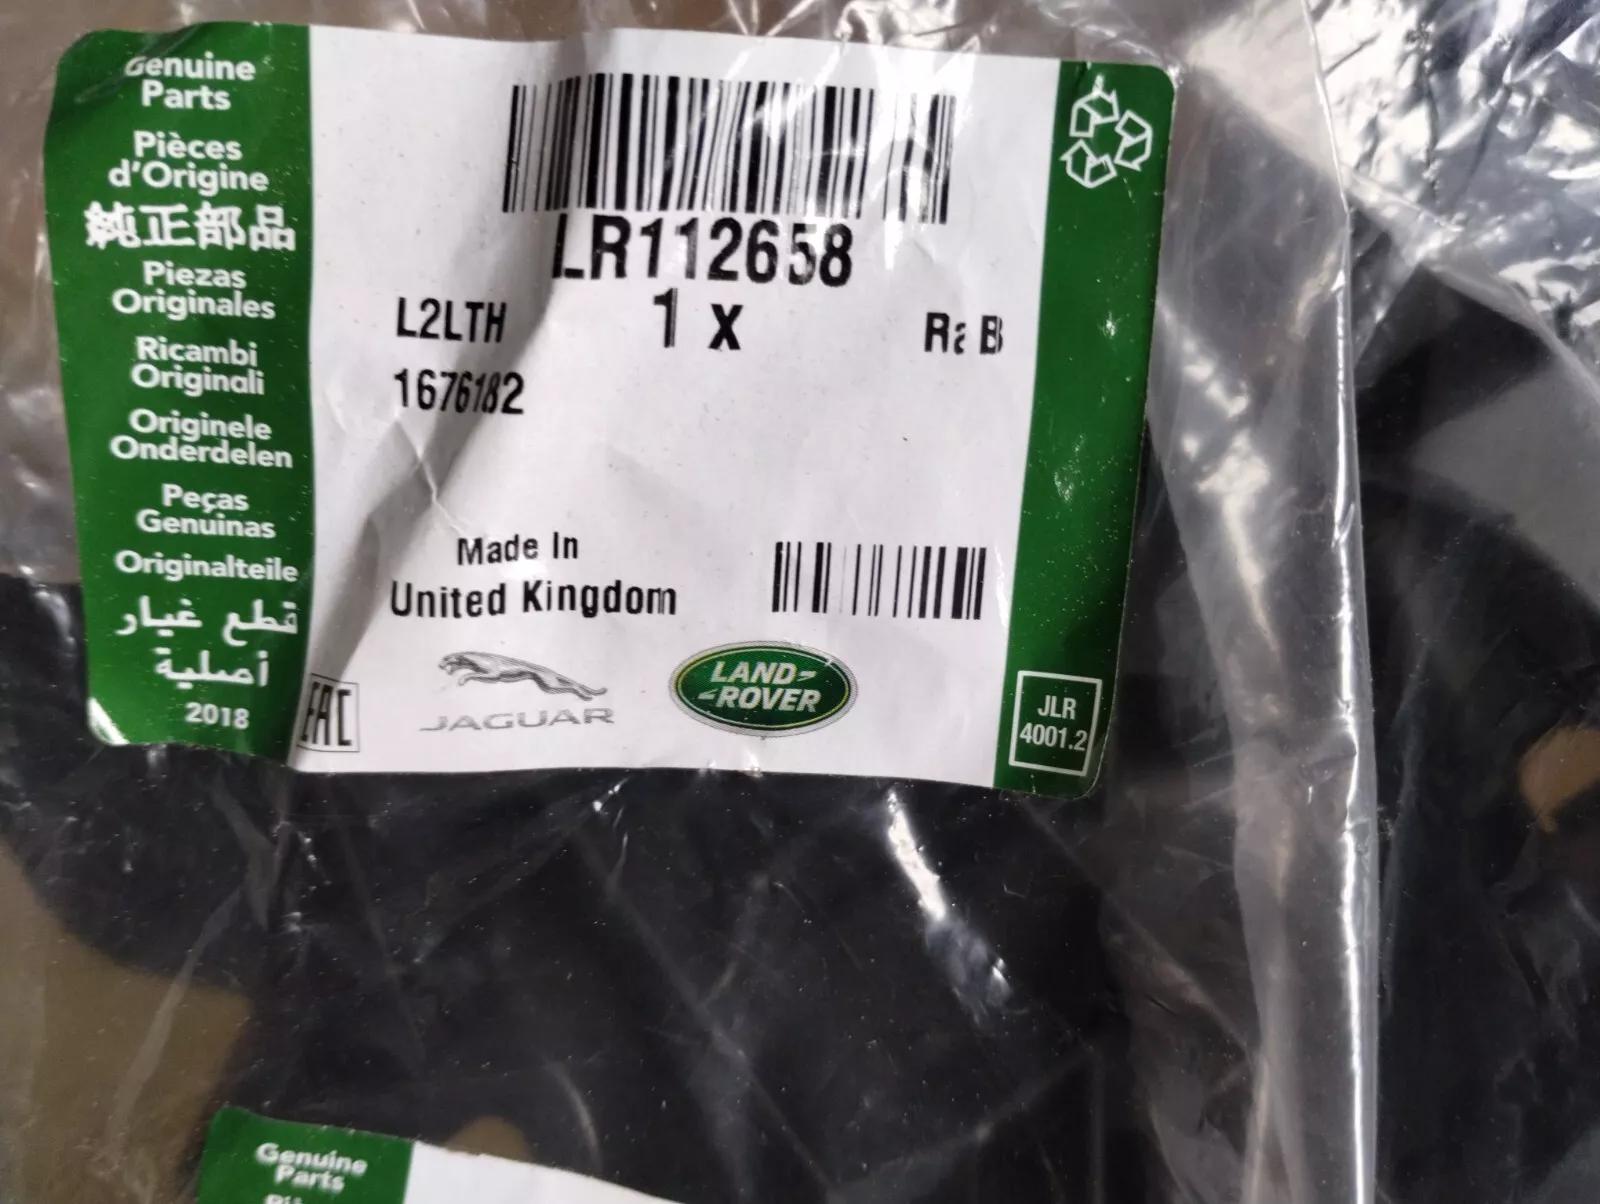 Genuine
Parts
Pièces
d'Origine
純正部品
Piezas
Originales
Ricambi
Originali
Originele
Onderdelen
Peças
Genuinas
Originalteile
قطع غيار
أصلية
2018
LR112658
L2LTH
1 x
1676182
Made In
United Kingdom
EAC
JAGUAR
LAND-
-ROVER
JLR
4001.2
Genuine
Parts